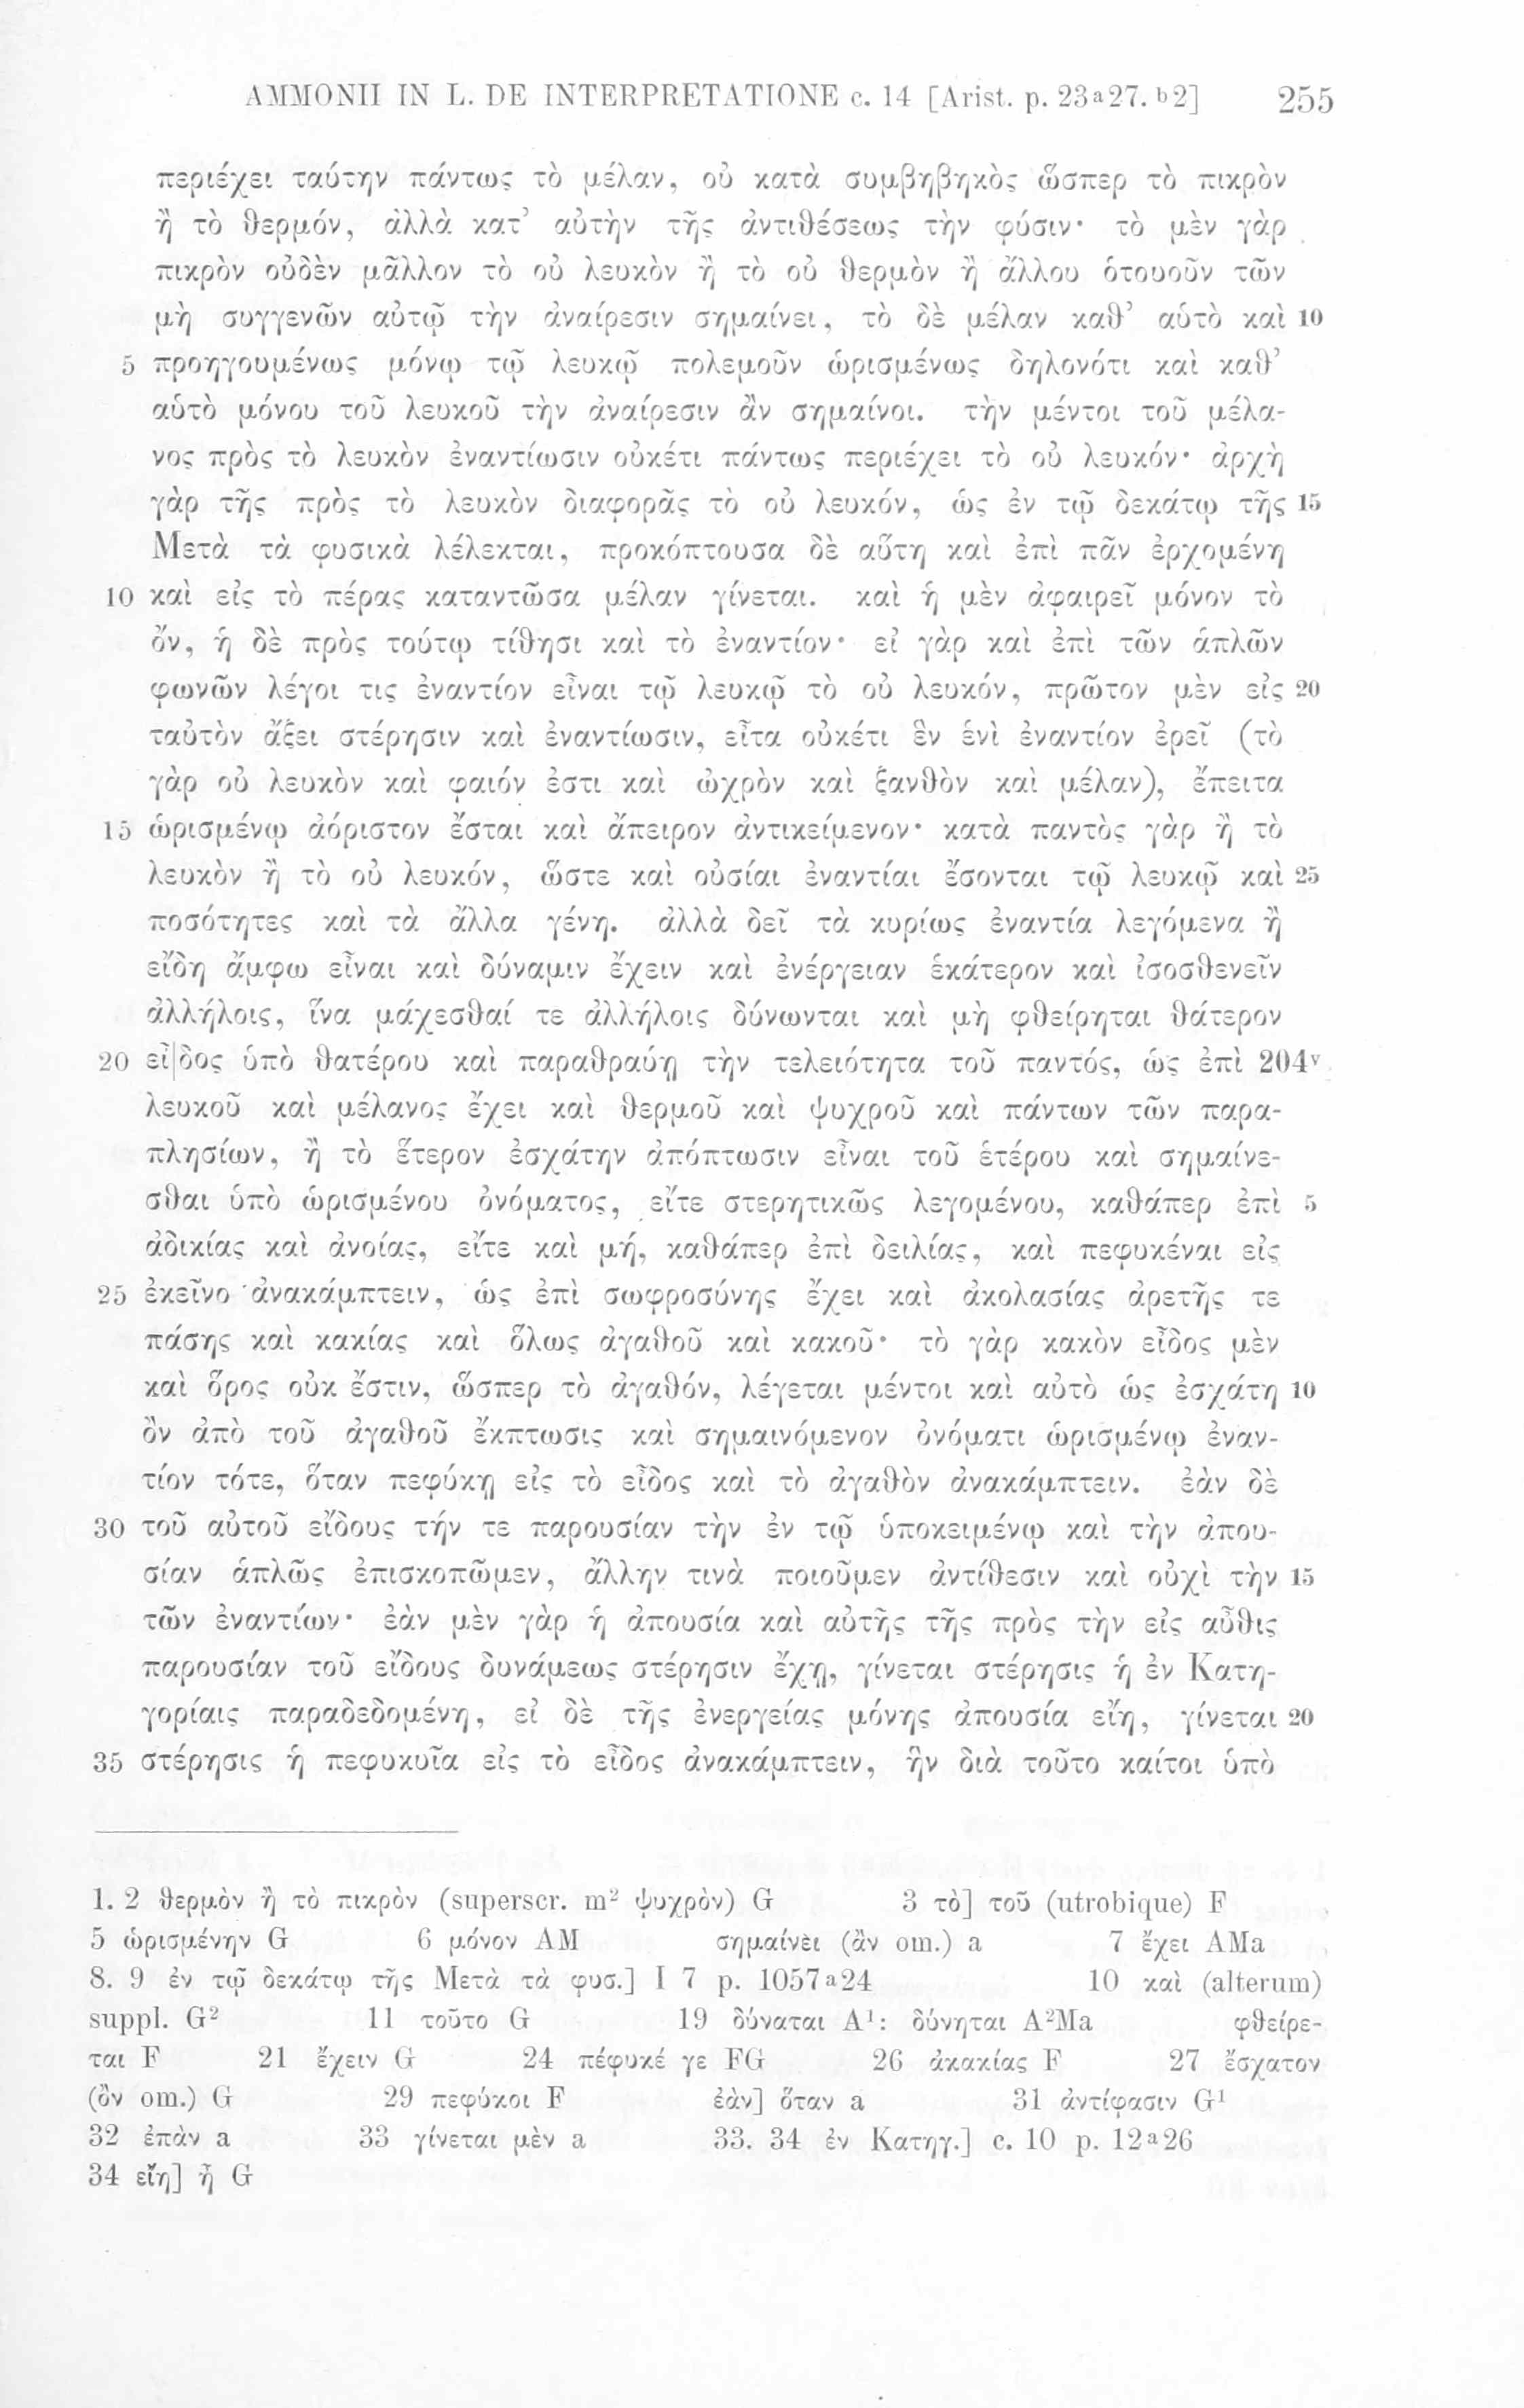 AMMONII IN L. DE INTERPRETATIONE c. 14 [Arist. p. 23a27. b2] 255
περιέχει ταύτην πάντως τὸ μέλαν, οὐ κατὰ συμβηβηκὸς ὥσπερ τὸ πικρὸν
ἢ τὸ θερμόν, ἀλλὰ κατ’ αὐτὴν τῆς ἀντιθέσεως τὴν φύσιν· τὸ μὲν γὰρ
πικρὸν οὐδὲν μᾶλλον τὸ οὐ λευκὸν ἢ τὸ οὐ θερμὸν ἢ ἄλλου ὁτουοῦν τῶν
μὴ συγγενῶν αὐτῷ τὴν ἀναίρεσιν σημαίνει, τὸ δὲ μέλαν καθ’ αὑτὸ καὶ 10
5 προηγουμένως μόνῳ τῷ λευκῷ πολεμοῦν ὡρισμένως δηλονότι καὶ καθ’
αὑτὸ μόνου τοῦ λευκοῦ τὴν ἀναίρεσιν ἂν σημαίνοι. τὴν μέντοι τοῦ μέλα-
νος πρὸς τὸ λευκὸν ἐναντίωσιν οὐκέτι πάντως περιέχει τὸ οὐ λευκόν· ἀρχὴ
γὰρ τῆς πρὸς τὸ λευκὸν διαφορᾶς τὸ οὐ λευκόν, ὡς ἐν τῷ δεκάτῳ τῆς 15
Μετὰ τὰ φυσικὰ λέλεκται, προκόπτουσα δὲ αὕτη καὶ ἐπὶ πᾶν ἐρχομένη
10 καὶ εἰς τὸ πέρας καταντῶσα μέλαν γίνεται. καὶ ἡ μὲν ἀφαιρεῖ μόνον τὸ
ὄν, ἡ δὲ πρὸς τούτῳ τίθησι καὶ τὸ ἐναντίον· εἰ γὰρ καὶ ἐπὶ τῶν ἁπλῶν
φωνῶν λέγοι τις ἐναντίον εἶναι τῷ λευκῷ τὸ οὐ λευκόν, πρῶτον μὲν εἰς 20
ταὐτὸν ἄξει στέρησιν καὶ ἐναντίωσιν, εἶτα οὐκέτι ἓν ἑνὶ ἐναντίον ἐρεῖ (τὸ
γὰρ οὐ λευκὸν καὶ φαιόν ἐστι καὶ ὠχρὸν καὶ ξανθὸν καὶ μέλαν), ἔπειτα
15 ὡρισμένῳ ἀόριστον ἔσται καὶ ἄπειρον ἀντικείμενον· κατὰ παντὸς γὰρ ἢ τὸ
λευκὸν ἢ τὸ οὐ λευκόν, ὥστε καὶ οὐσίαι ἐναντίαι ἔσονται τῷ λευκῷ καὶ 25
ποσότητες καὶ τὰ ἄλλα γένη. ἀλλὰ δεῖ τὰ κυρίως ἐναντία λεγόμενα ἢ
εἴδη ἄμφω εἶναι καὶ δύναμιν ἔχειν καὶ ἐνέργειαν ἑκάτερον καὶ ἰσοσθενεῖν
ἀλλήλοις, ἵνα μάχεσθαί τε ἀλλήλοις δύνωνται καὶ μὴ φθείρηται θάτερον
20 εἶ|δος ὑπὸ θατέρου καὶ παραθραύῃ τὴν τελειότητα τοῦ παντός, ὡς ἐπὶ 204v
λευκοῦ καὶ μέλανος ἔχει καὶ θερμοῦ καὶ ψυχροῦ καὶ πάντων τῶν παρα-
πλησίων, ἢ τὸ ἕτερον ἐσχάτην ἀπόπτωσιν εἶναι τοῦ ἑτέρου καὶ σημαίνε-
σθαι ὑπὸ ὡρισμένου ὀνόματος, εἴτε στερητικῶς λεγομένου, καθάπερ ἐπὶ 5
ἀδικίας καὶ ἀνοίας, εἴτε καὶ μή, καθάπερ ἐπὶ δειλίας, καὶ πεφυκέναι εἰς
25 ἐκεῖνο ἀνακάμπτειν, ὡς ἐπὶ σωφροσύνης ἔχει καὶ ἀκολασίας ἀρετῆς τε
πάσης καὶ κακίας καὶ ὅλως ἀγαθοῦ καὶ κακοῦ· τὸ γὰρ κακὸν εἶδος μὲν
καὶ ὅρος οὐκ ἔστιν, ὥσπερ τὸ ἀγαθόν, λέγεται μέντοι καὶ αὐτὸ ὡς ἐσχάτη 10
ὂν ἀπὸ τοῦ ἀγαθοῦ ἔκπτωσις καὶ σημαινόμενον ὀνόματι ὡρισμένῳ ἐναν-
τίον τότε, ὅταν πεφύκῃ εἰς τὸ εἶδος καὶ τὸ ἀγαθὸν ἀνακάμπτειν. ἐὰν δὲ
30 τοῦ αὐτοῦ εἴδους τήν τε παρουσίαν τὴν ἐν τῷ ὑποκειμένῳ καὶ τὴν ἀπου-
σίαν ἁπλῶς ἐπισκοπῶμεν, ἄλλην τινὰ ποιοῦμεν ἀντίθεσιν καὶ οὐχὶ τὴν 15
τῶν ἐναντίων· ἐὰν μὲν γὰρ ἡ ἀπουσία καὶ αὐτῆς τῆς πρὸς τὴν εἰς αὖθις
παρουσίαν τοῦ εἴδους δυνάμεως στέρησιν ἔχῃ, γίνεται στέρησις ἡ ἐν Κατη-
γορίαις παραδεδομένη, εἰ δὲ τῆς ἐνεργείας μόνης ἀπουσία εἴη, γίνεται 20
35 στέρησις ἡ πεφυκυῖα εἰς τὸ εἶδος ἀνακάμπτειν, ἣν διὰ τοῦτο καίτοι ὑπὸ
1. 2 θερμὸν ἢ τὸ πικρὸν (superscr. m2 ψυχρὸν) G 3 τὸ] τοῦ (utrobique) F
5 ὡρισμένην G 6 μόνον AM σημαίνει (ἂν om.) a 7 ἔχει AMa
8. 9 ἐν τῷ δεκάτῳ τῆς Μετὰ τὰ φυσ.] I 7 p. 1057a24 10 καὶ (alterum)
suppl. G2 11 τοῦτο G 19 δύναται A1: δύνηται A2Ma φθείρε-
ται F 21 ἔχειν G 24 πέφυκέ γε FG 26 ἀκακίας F 27 ἔσχατον
(ὂν om.) G 29 πεφύκοι F ἐὰν] ὅταν a 31 ἀντίφασιν G1
32 ἐπὰν a 33 γίνεται μὲν a 33. 34 ἐν Κατηγ.] c. 10 p. 12a26
34 εἴη] ᾖ G